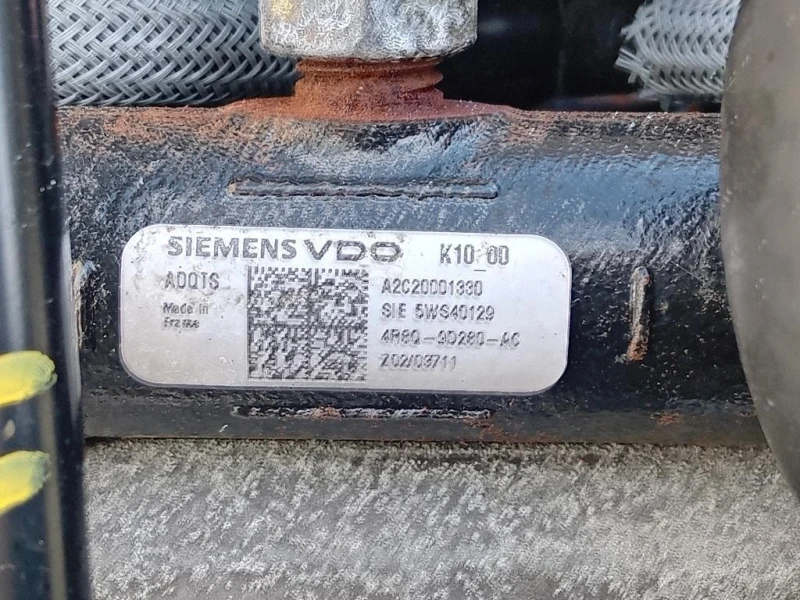 SIEMENS VDO K10_00
ADQTS A2C20001330
Made in SIE 5WS40129
France 4R8Q-9D280-AC
Z02/03711